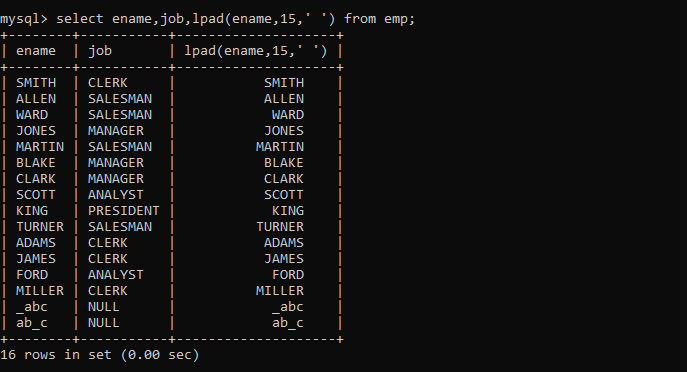 mysql> select ename,job,lpad(ename,15,' ') from emp;
+--------+-----------+--------------------+
| ename  | job       | lpad(ename,15,' ') |
+--------+-----------+--------------------+
| SMITH  | CLERK     |           SMITH    |
| ALLEN  | SALESMAN  |           ALLEN    |
| WARD   | SALESMAN  |            WARD    |
| JONES  | MANAGER   |           JONES    |
| MARTIN | SALESMAN  |          MARTIN    |
| BLAKE  | MANAGER   |           BLAKE    |
| CLARK  | MANAGER   |           CLARK    |
| SCOTT  | ANALYST   |           SCOTT    |
| KING   | PRESIDENT |            KING    |
| TURNER | SALESMAN  |          TURNER    |
| ADAMS  | CLERK     |           ADAMS    |
| JAMES  | CLERK     |           JAMES    |
| FORD   | ANALYST   |            FORD    |
| MILLER | CLERK     |          MILLER    |
| _abc   | NULL      |            _abc    |
| ab_c   | NULL      |            ab_c    |
+--------+-----------+--------------------+
16 rows in set (0.00 sec)